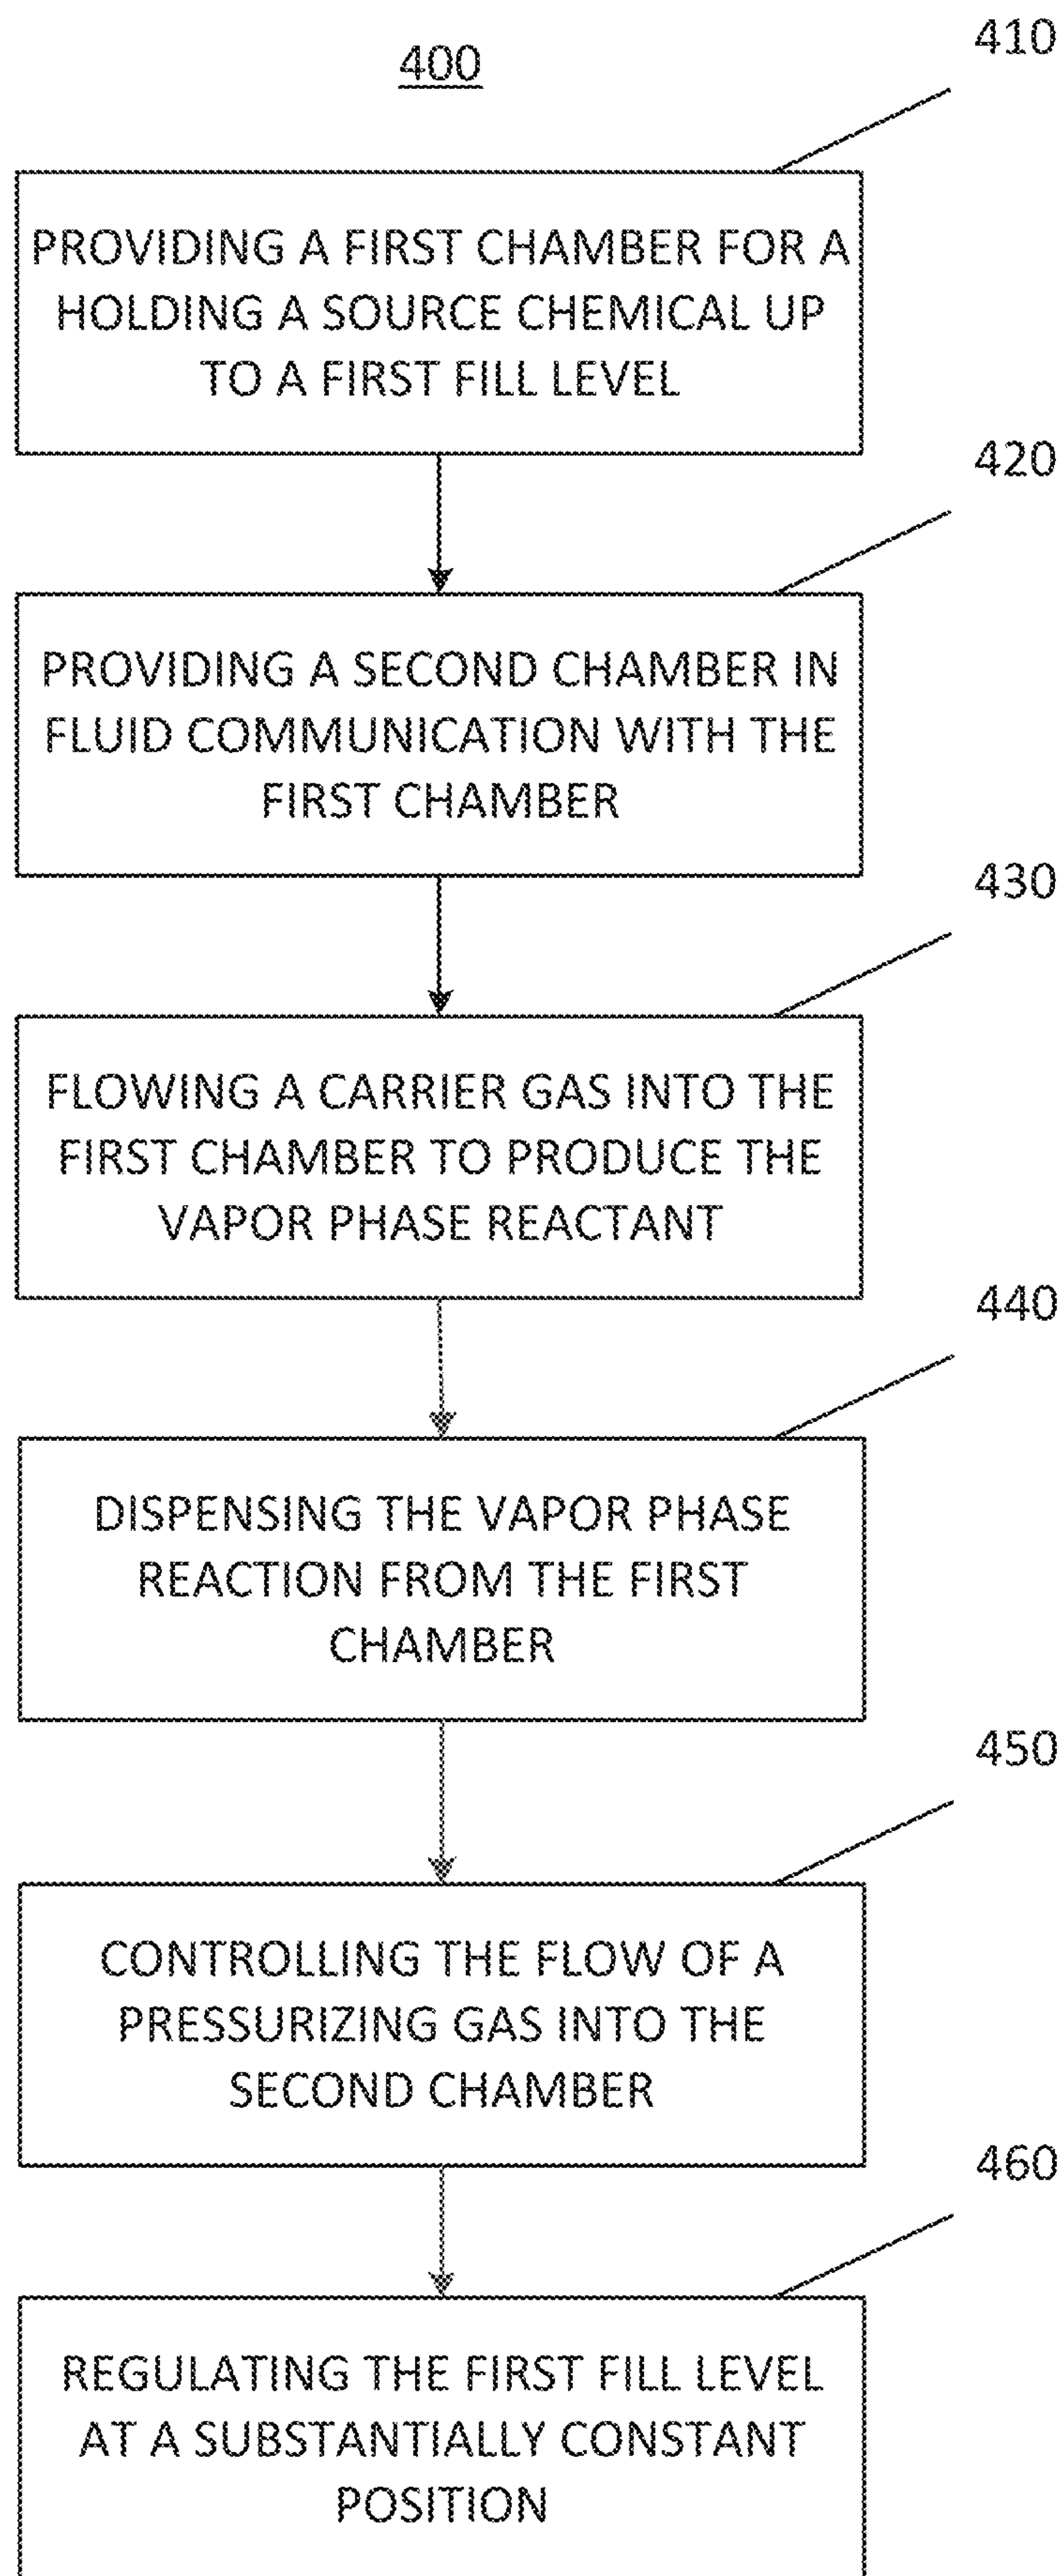 400
410
PROVIDING A FIRST CHAMBER FOR A
HOLDING A SOURCE CHEMICAL UP
TO A FIRST FILL LEVEL
420
PROVIDING A SECOND CHAMBER IN
FLUID COMMUNICATION WITH THE
FIRST CHAMBER
430
FLOWING A CARRIER GAS INTO THE
FIRST CHAMBER TO PRODUCE THE
VAPOR PHASE REACTANT
440
DISPENSING THE VAPOR PHASE
REACTION FROM THE FIRST
CHAMBER
450
CONTROLLING THE FLOW OF A
PRESSURIZING GAS INTO THE
SECOND CHAMBER
460
REGULATING THE FIRST FILL LEVEL
AT A SUBSTANTIALLY CONSTANT
POSITION